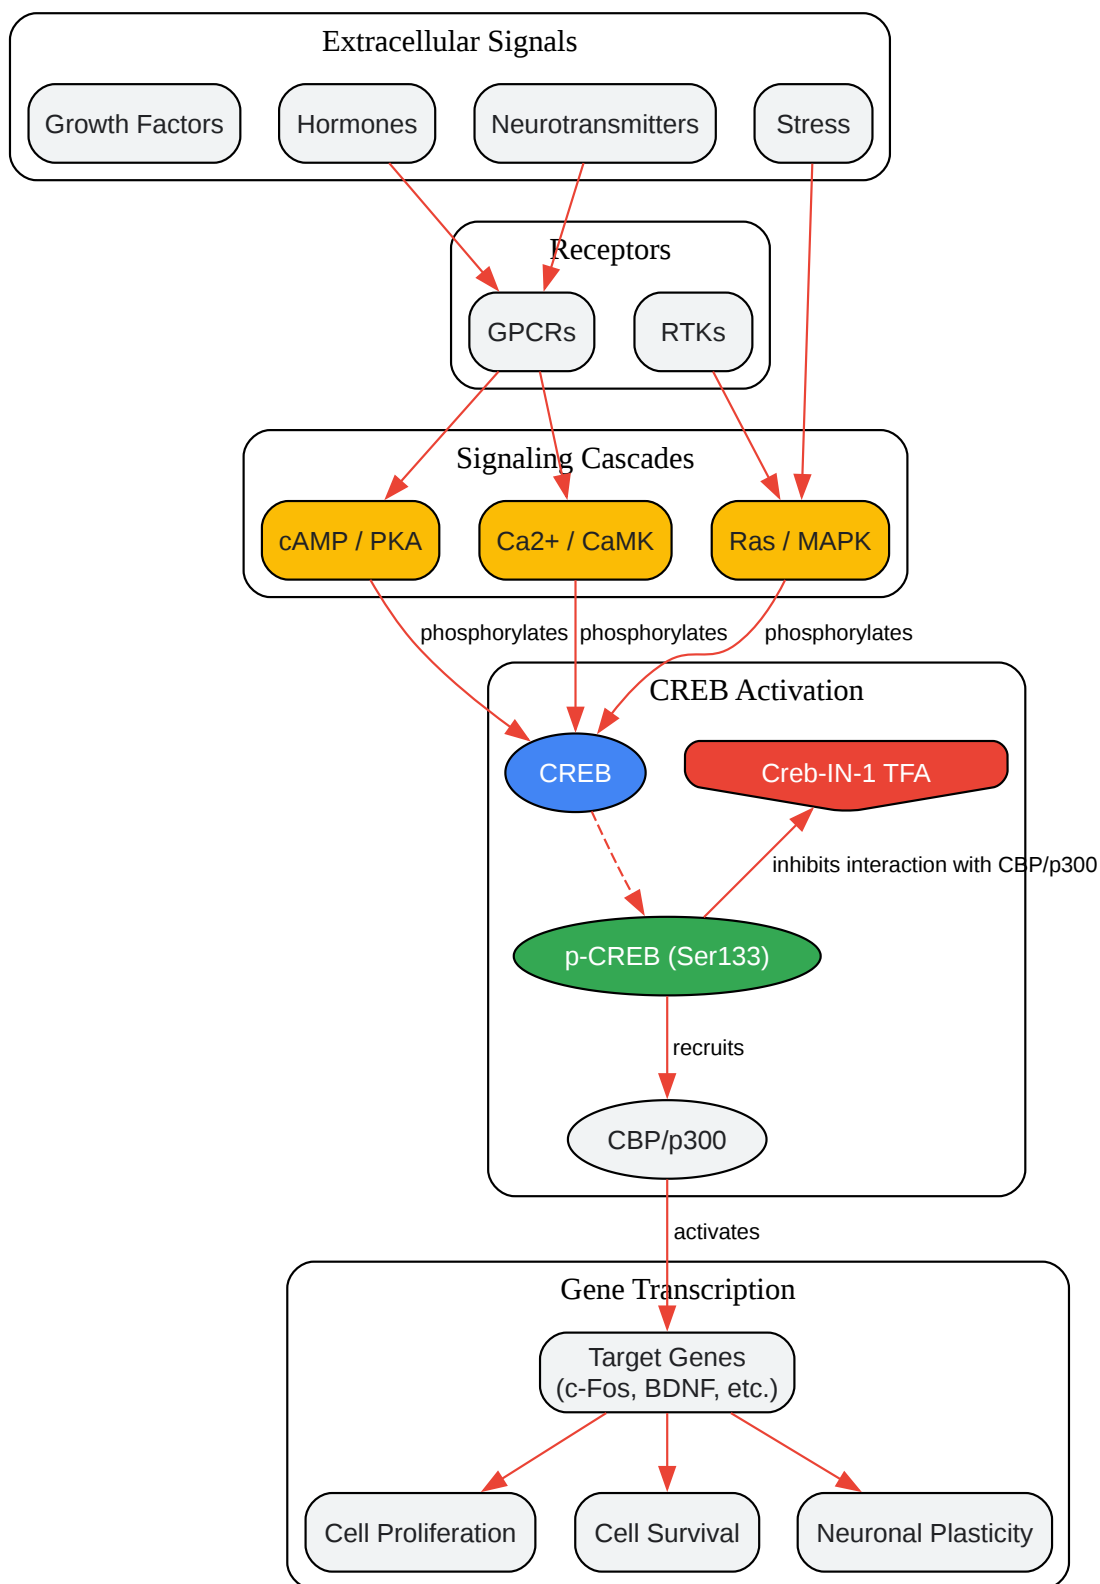 Extracellular Signals
Growth Factors
Hormones
Neurotransmitters
Stress
Receptors
GPCRs
RTKs
Signaling Cascades
cAMP / PKA
Ca2+ / CaMK
Ras / MAPK
phosphorylates
phosphorylates
phosphorylates
CREB Activation
CREB
Creb-IN-1 TFA
inhibits interaction with CBP/p300
p-CREB (Ser133)
recruits
CBP/p300
activates
Gene Transcription
Target Genes
(c-Fos, BDNF, etc.)
Cell Proliferation
Cell Survival
Neuronal Plasticity